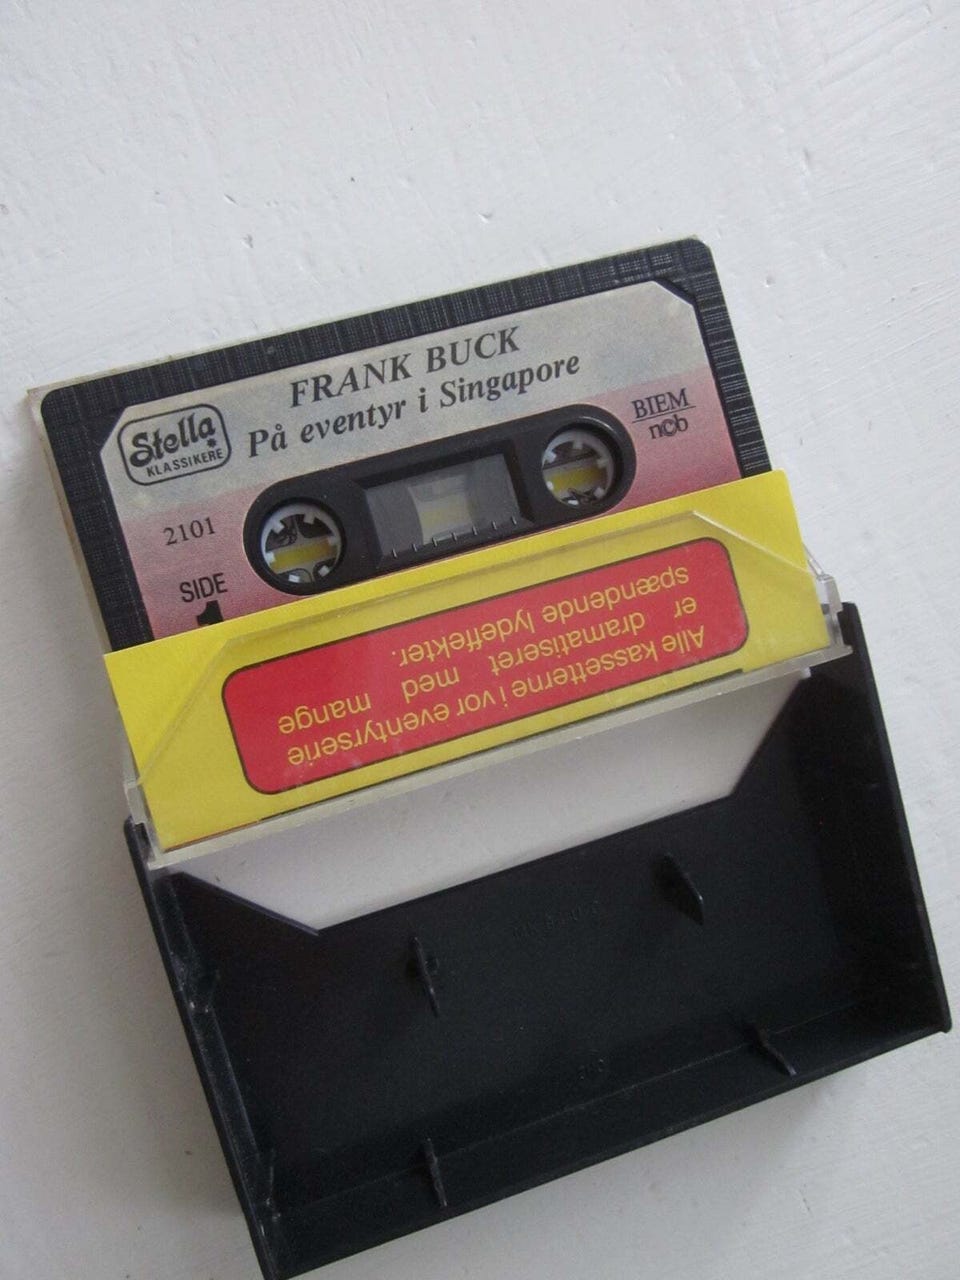 FRANK BUCK
På eventyr i Singapore
Stella
KLASSIKERE
BIEM
ncb
2101
SIDE
1
Alle kassetterne i vor eventyrserie
er dramatiseret med mange
spændende lydeffekter.